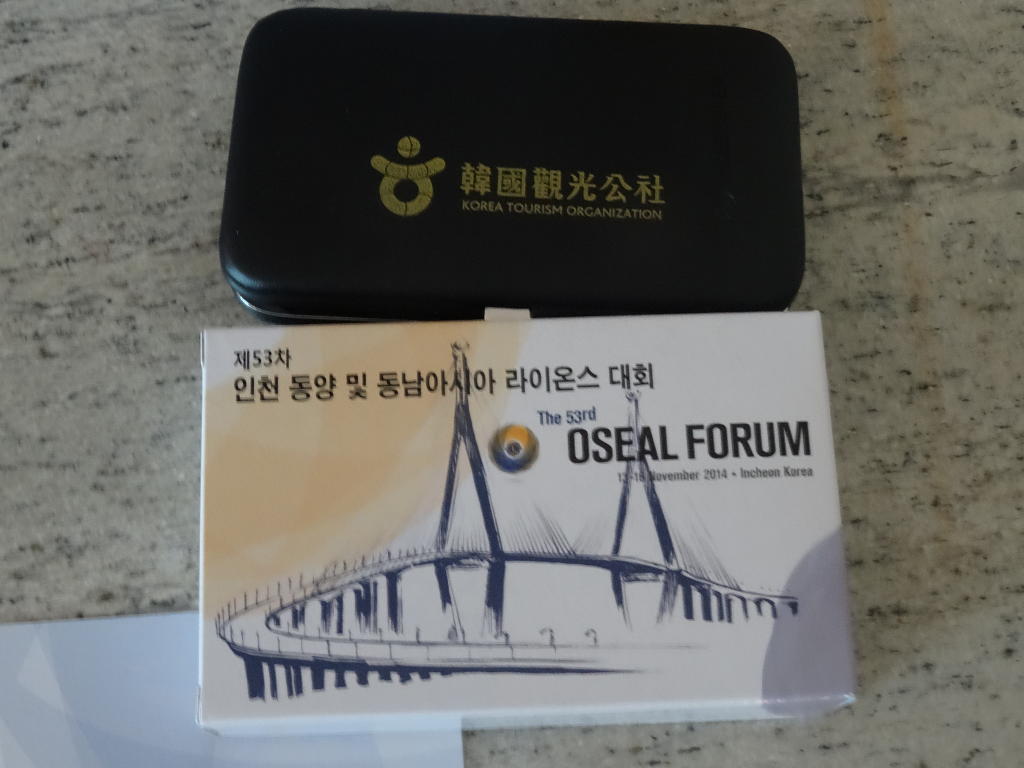 韓國觀光公社
KOREA TOURISM ORGANIZATION
제53차
인천 동양 및 동남아시아 라이온스 대회
The 53rd
OSEAL FORUM
November 2014 • Incheon Korea